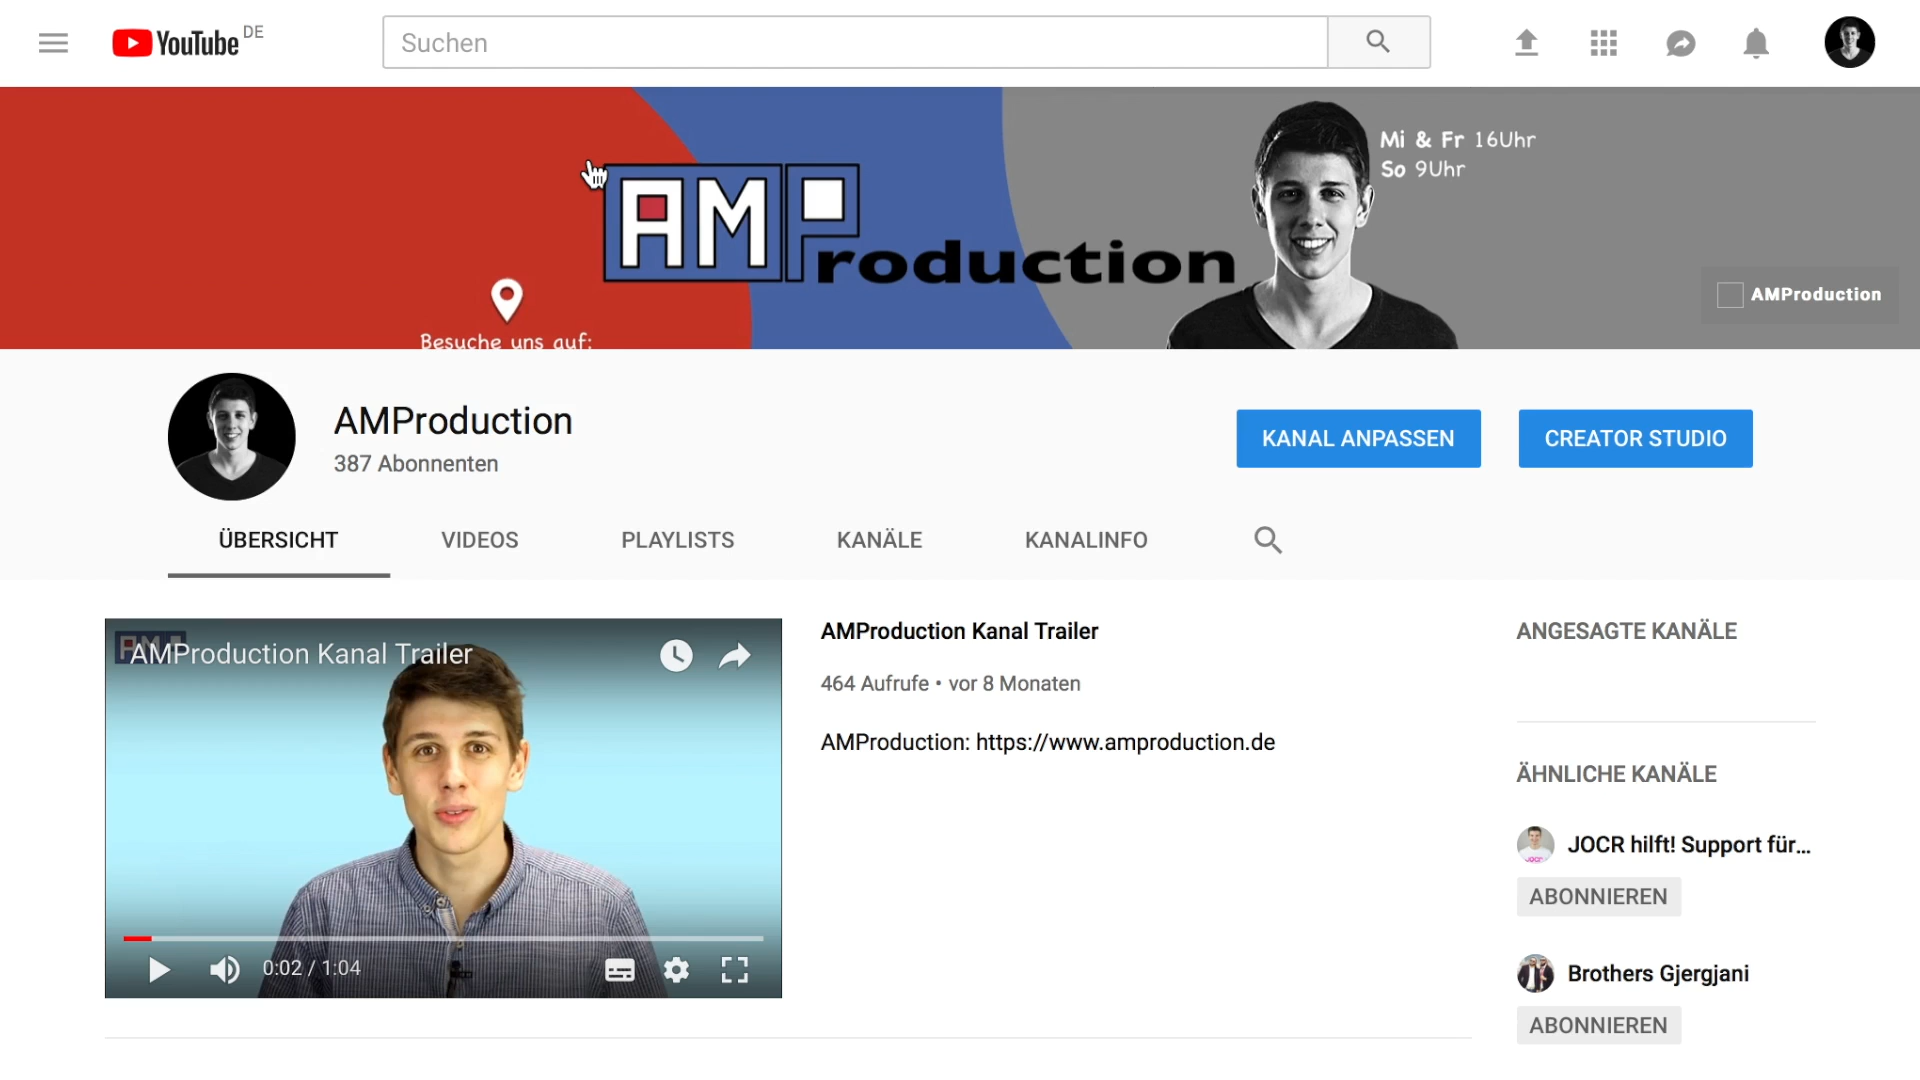 YouTube DE
Suchen
AMProduction
Mi & Fr 16Uhr
So 9Uhr
Besuche uns auf:
AMProduction
AMProduction
387 Abonnenten
KANAL ANPASSEN
CREATOR STUDIO
ÜBERSICHT
VIDEOS
PLAYLISTS
KANÄLE
KANALINFO
AMP
AMProduction Kanal Trailer
0:02 / 1:04
AMProduction Kanal Trailer
464 Aufrufe • vor 8 Monaten
AMProduction: https://www.amproduction.de
ANGESAGTE KANÄLE
ÄHNLICHE KANÄLE
JOCR hilft! Support für...
ABONNIEREN
Brothers Gjergjani
ABONNIEREN